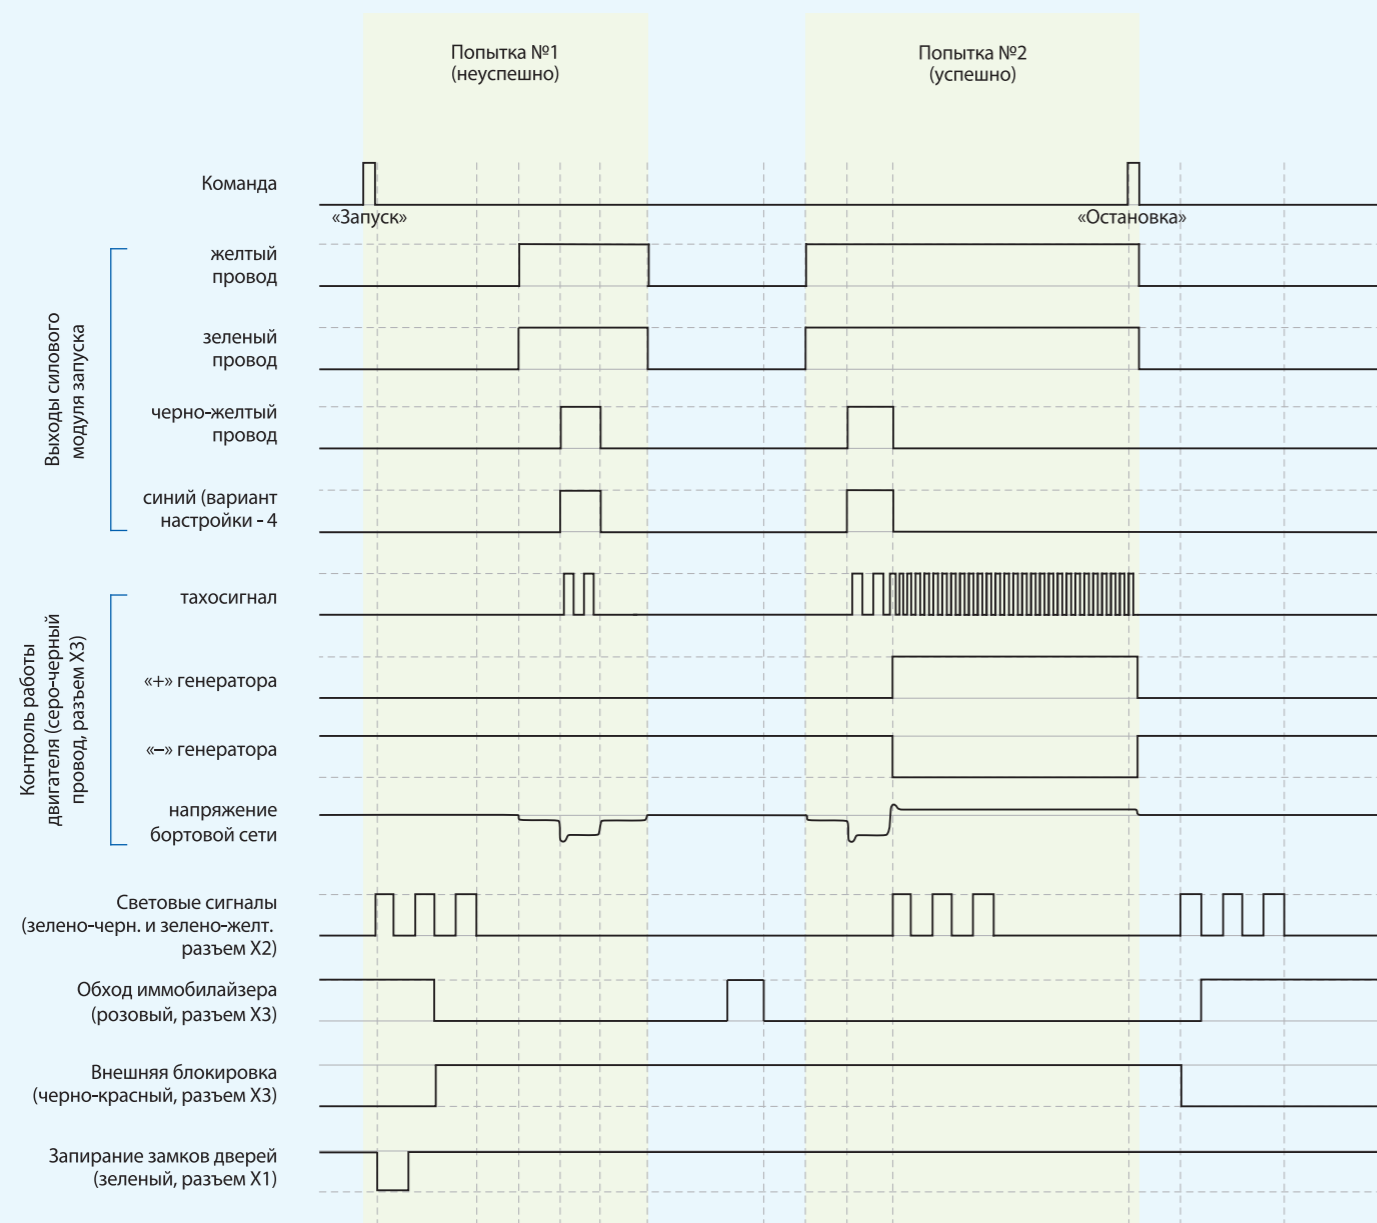 Попытка №1
(неуспешно)
Попытка №2
(успешно)
Команда
«Запуск»
«Остановка»
Выходы силового
модуля запуска
желтый
провод
зеленый
провод
черно-желтый
провод
синий (вариант
настройки - 4
Контроль работы
двигателя (серо-черный
провод, разъем X3)
тахосигнал
«+» генератора
«–» генератора
напряжение
бортовой сети
Световые сигналы
(зелено-черн. и зелено-желт.
разъем X2)
Обход иммобилайзера
(розовый, разъем X3)
Внешняя блокировка
(черно-красный, разъем X3)
Запирание замков дверей
(зеленый, разъем X1)